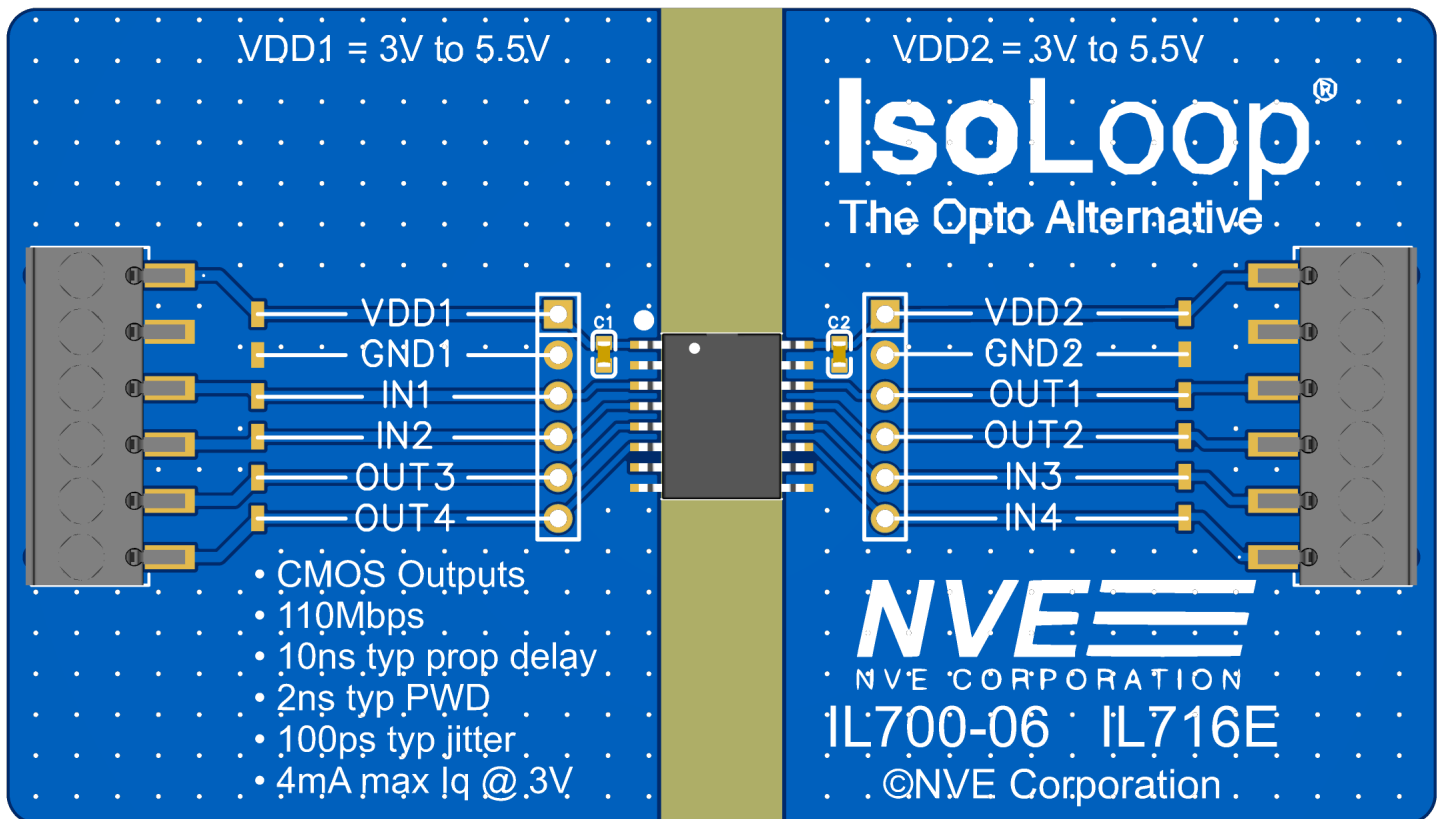 VDD1 = 3V to 5.5V
VDD2 = 3V to 5.5V
IsoLoop®
The Opto Alternative
VDD1
GND1
IN1
IN2
OUT3
OUT4
C1
C2
VDD2
GND2
OUT1
OUT2
IN3
IN4
• CMOS Outputs
• 110Mbps
• 10ns typ prop delay
• 2ns typ PWD
• 100ps typ jitter
• 4mA max Iq @ 3V
NVE
NVE CORPORATION
IL700-06 IL716E
©NVE Corporation